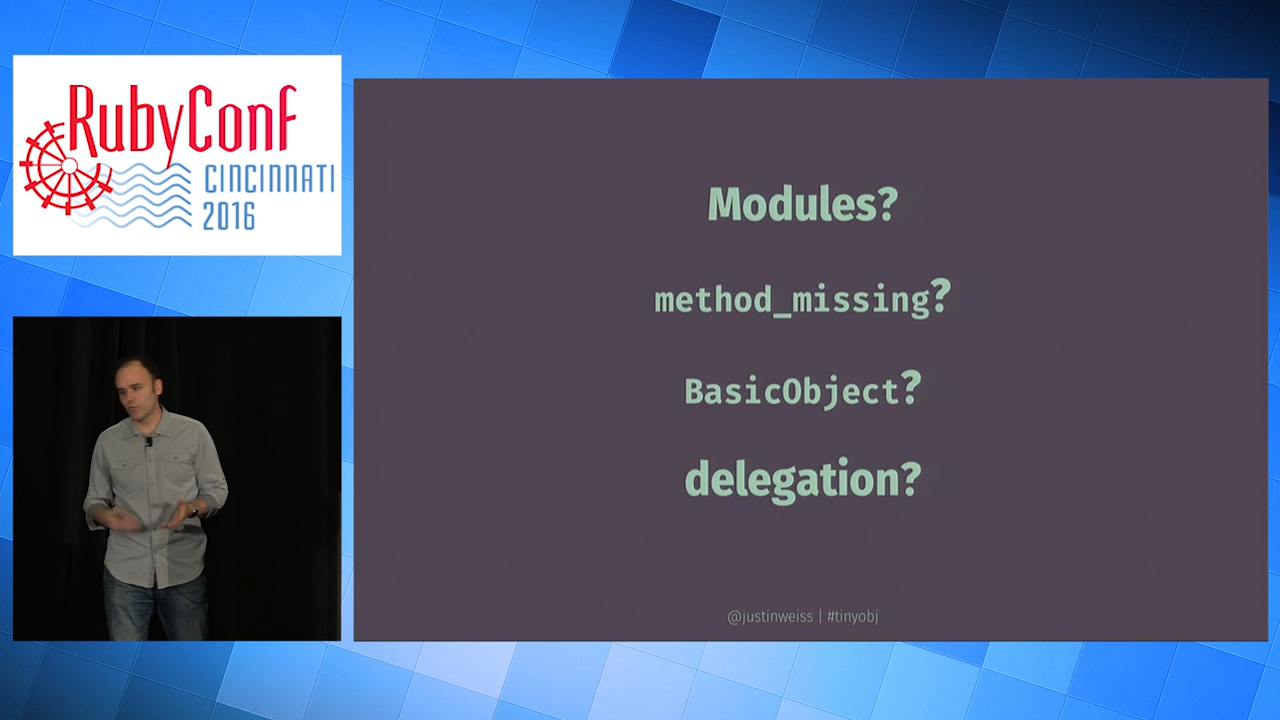 RubyConf
CINCINNATI
2016
Modules?
method_missing?
BasicObject?
delegation?
@justinweiss | #tinyobj